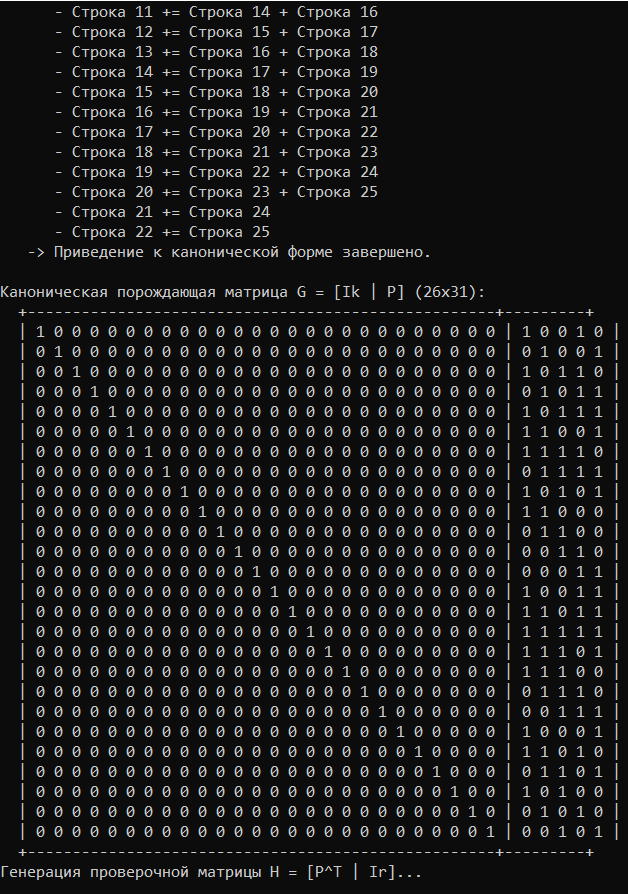 - Строка 11 += Строка 14 + Строка 16
- Строка 12 += Строка 15 + Строка 17
- Строка 13 += Строка 16 + Строка 18
- Строка 14 += Строка 17 + Строка 19
- Строка 15 += Строка 18 + Строка 20
- Строка 16 += Строка 19 + Строка 21
- Строка 17 += Строка 20 + Строка 22
- Строка 18 += Строка 21 + Строка 23
- Строка 19 += Строка 22 + Строка 24
- Строка 20 += Строка 23 + Строка 25
- Строка 21 += Строка 24
- Строка 22 += Строка 25
-> Приведение к канонической форме завершено.
Каноническая порождающая матрица G = [Ik | P] (26x31):
+----------------------------------------------------+---------+
| 1 0 0 0 0 0 0 0 0 0 0 0 0 0 0 0 0 0 0 0 0 0 0 0 0 0 | 1 0 0 1 0 |
| 0 1 0 0 0 0 0 0 0 0 0 0 0 0 0 0 0 0 0 0 0 0 0 0 0 0 | 0 1 0 0 1 |
| 0 0 1 0 0 0 0 0 0 0 0 0 0 0 0 0 0 0 0 0 0 0 0 0 0 0 | 1 0 1 1 0 |
| 0 0 0 1 0 0 0 0 0 0 0 0 0 0 0 0 0 0 0 0 0 0 0 0 0 0 | 0 1 0 1 1 |
| 0 0 0 0 1 0 0 0 0 0 0 0 0 0 0 0 0 0 0 0 0 0 0 0 0 0 | 1 0 1 1 1 |
| 0 0 0 0 0 1 0 0 0 0 0 0 0 0 0 0 0 0 0 0 0 0 0 0 0 0 | 1 1 0 0 1 |
| 0 0 0 0 0 0 1 0 0 0 0 0 0 0 0 0 0 0 0 0 0 0 0 0 0 0 | 1 1 1 1 0 |
| 0 0 0 0 0 0 0 1 0 0 0 0 0 0 0 0 0 0 0 0 0 0 0 0 0 0 | 0 1 1 1 1 |
| 0 0 0 0 0 0 0 0 1 0 0 0 0 0 0 0 0 0 0 0 0 0 0 0 0 0 | 1 0 1 0 1 |
| 0 0 0 0 0 0 0 0 0 1 0 0 0 0 0 0 0 0 0 0 0 0 0 0 0 0 | 1 1 0 0 0 |
| 0 0 0 0 0 0 0 0 0 0 1 0 0 0 0 0 0 0 0 0 0 0 0 0 0 0 | 0 1 1 0 0 |
| 0 0 0 0 0 0 0 0 0 0 0 1 0 0 0 0 0 0 0 0 0 0 0 0 0 0 | 0 0 1 1 0 |
| 0 0 0 0 0 0 0 0 0 0 0 0 1 0 0 0 0 0 0 0 0 0 0 0 0 0 | 0 0 0 1 1 |
| 0 0 0 0 0 0 0 0 0 0 0 0 0 1 0 0 0 0 0 0 0 0 0 0 0 0 | 1 0 0 1 1 |
| 0 0 0 0 0 0 0 0 0 0 0 0 0 0 1 0 0 0 0 0 0 0 0 0 0 0 | 1 1 0 1 1 |
| 0 0 0 0 0 0 0 0 0 0 0 0 0 0 0 1 0 0 0 0 0 0 0 0 0 0 | 1 1 1 1 1 |
| 0 0 0 0 0 0 0 0 0 0 0 0 0 0 0 0 1 0 0 0 0 0 0 0 0 0 | 1 1 1 0 1 |
| 0 0 0 0 0 0 0 0 0 0 0 0 0 0 0 0 0 1 0 0 0 0 0 0 0 0 | 1 1 1 0 0 |
| 0 0 0 0 0 0 0 0 0 0 0 0 0 0 0 0 0 0 1 0 0 0 0 0 0 0 | 0 1 1 1 0 |
| 0 0 0 0 0 0 0 0 0 0 0 0 0 0 0 0 0 0 0 1 0 0 0 0 0 0 | 0 0 1 1 1 |
| 0 0 0 0 0 0 0 0 0 0 0 0 0 0 0 0 0 0 0 0 1 0 0 0 0 0 | 1 0 0 0 1 |
| 0 0 0 0 0 0 0 0 0 0 0 0 0 0 0 0 0 0 0 0 0 1 0 0 0 0 | 1 1 0 1 0 |
| 0 0 0 0 0 0 0 0 0 0 0 0 0 0 0 0 0 0 0 0 0 0 1 0 0 0 | 0 1 1 0 1 |
| 0 0 0 0 0 0 0 0 0 0 0 0 0 0 0 0 0 0 0 0 0 0 0 1 0 0 | 1 0 1 0 0 |
| 0 0 0 0 0 0 0 0 0 0 0 0 0 0 0 0 0 0 0 0 0 0 0 0 1 0 | 0 1 0 1 0 |
| 0 0 0 0 0 0 0 0 0 0 0 0 0 0 0 0 0 0 0 0 0 0 0 0 0 1 | 0 0 1 0 1 |
+----------------------------------------------------+---------+
Генерация проверочной матрицы H = [P^T | Ir]...